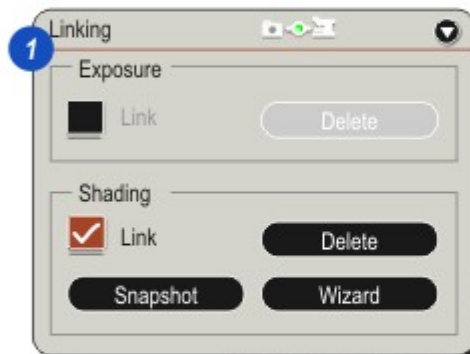 Linking
1
Exposure
Link Delete
Shading
Link Delete
Snapshot Wizard